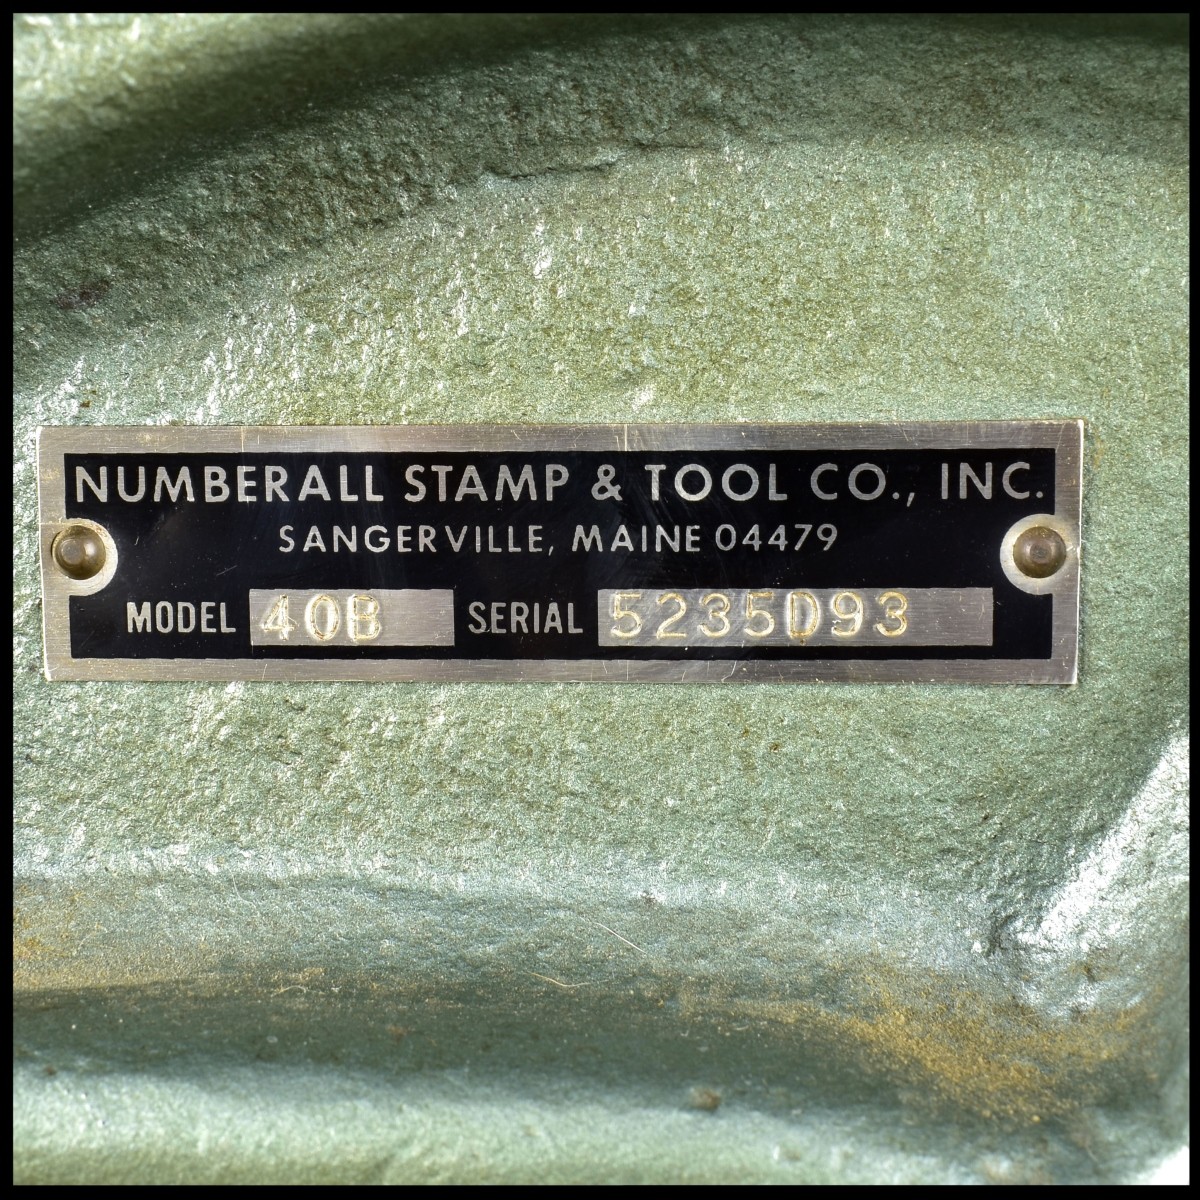 NUMBERALL STAMP & TOOL CO., INC.
SANGERVILLE, MAINE 04479
MODEL 40B SERIAL 5235D93